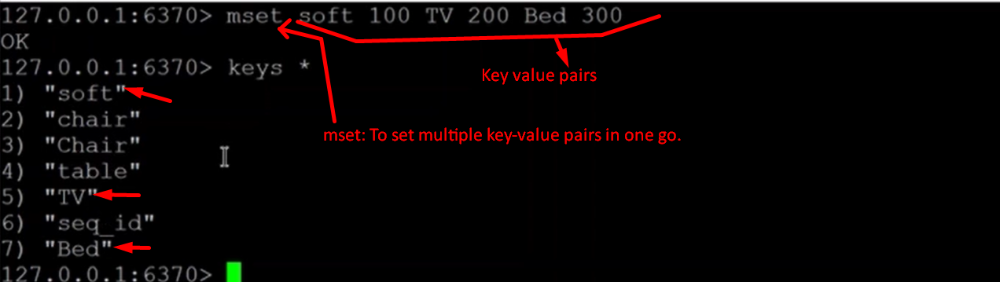 127.0.0.1:6370> mset soft 100 TV 200 Bed 300
OK
127.0.0.1:6370> keys *
Key value pairs
1) "soft"
2) "chair"
mset: To set multiple key-value pairs in one go.
3) "Chair"
4) "table"
5) "TV"
6) "seq_id"
7) "Bed"
127.0.0.1:6370>